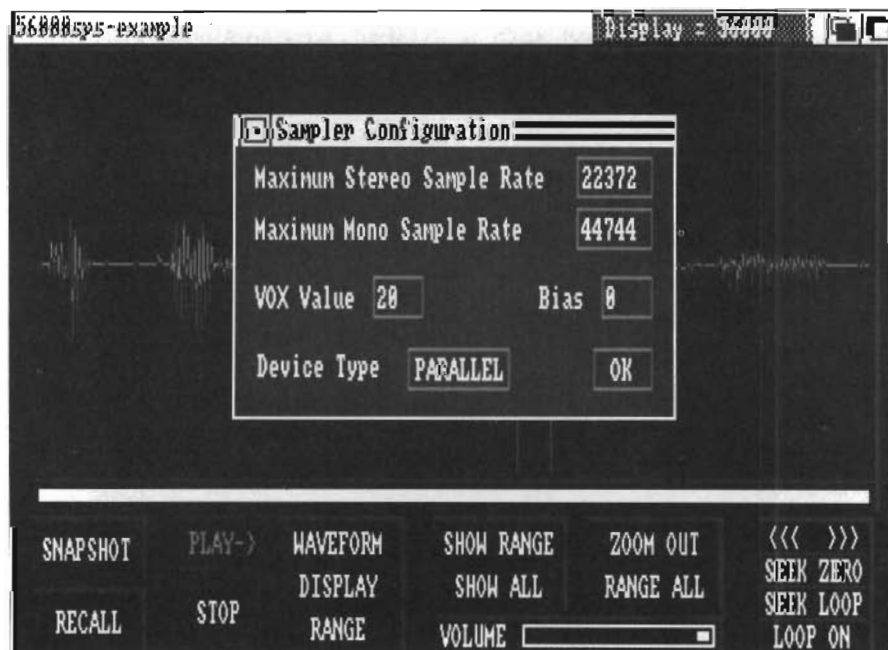 56000sps-example
Display = 56000
Sampler Configuration
Maximum Stereo Sample Rate 22372
Maximum Mono Sample Rate 44744
VOX Value 20 Bias 0
Device Type PARALLEL OK
SNAPSHOT
RECALL
PLAY->
STOP
WAVEFORM
DISPLAY
RANGE
SHOW RANGE
SHOW ALL
VOLUME
ZOOM OUT
RANGE ALL
<<< >>>
SEEK ZERO
SEEK LOOP
LOOP ON